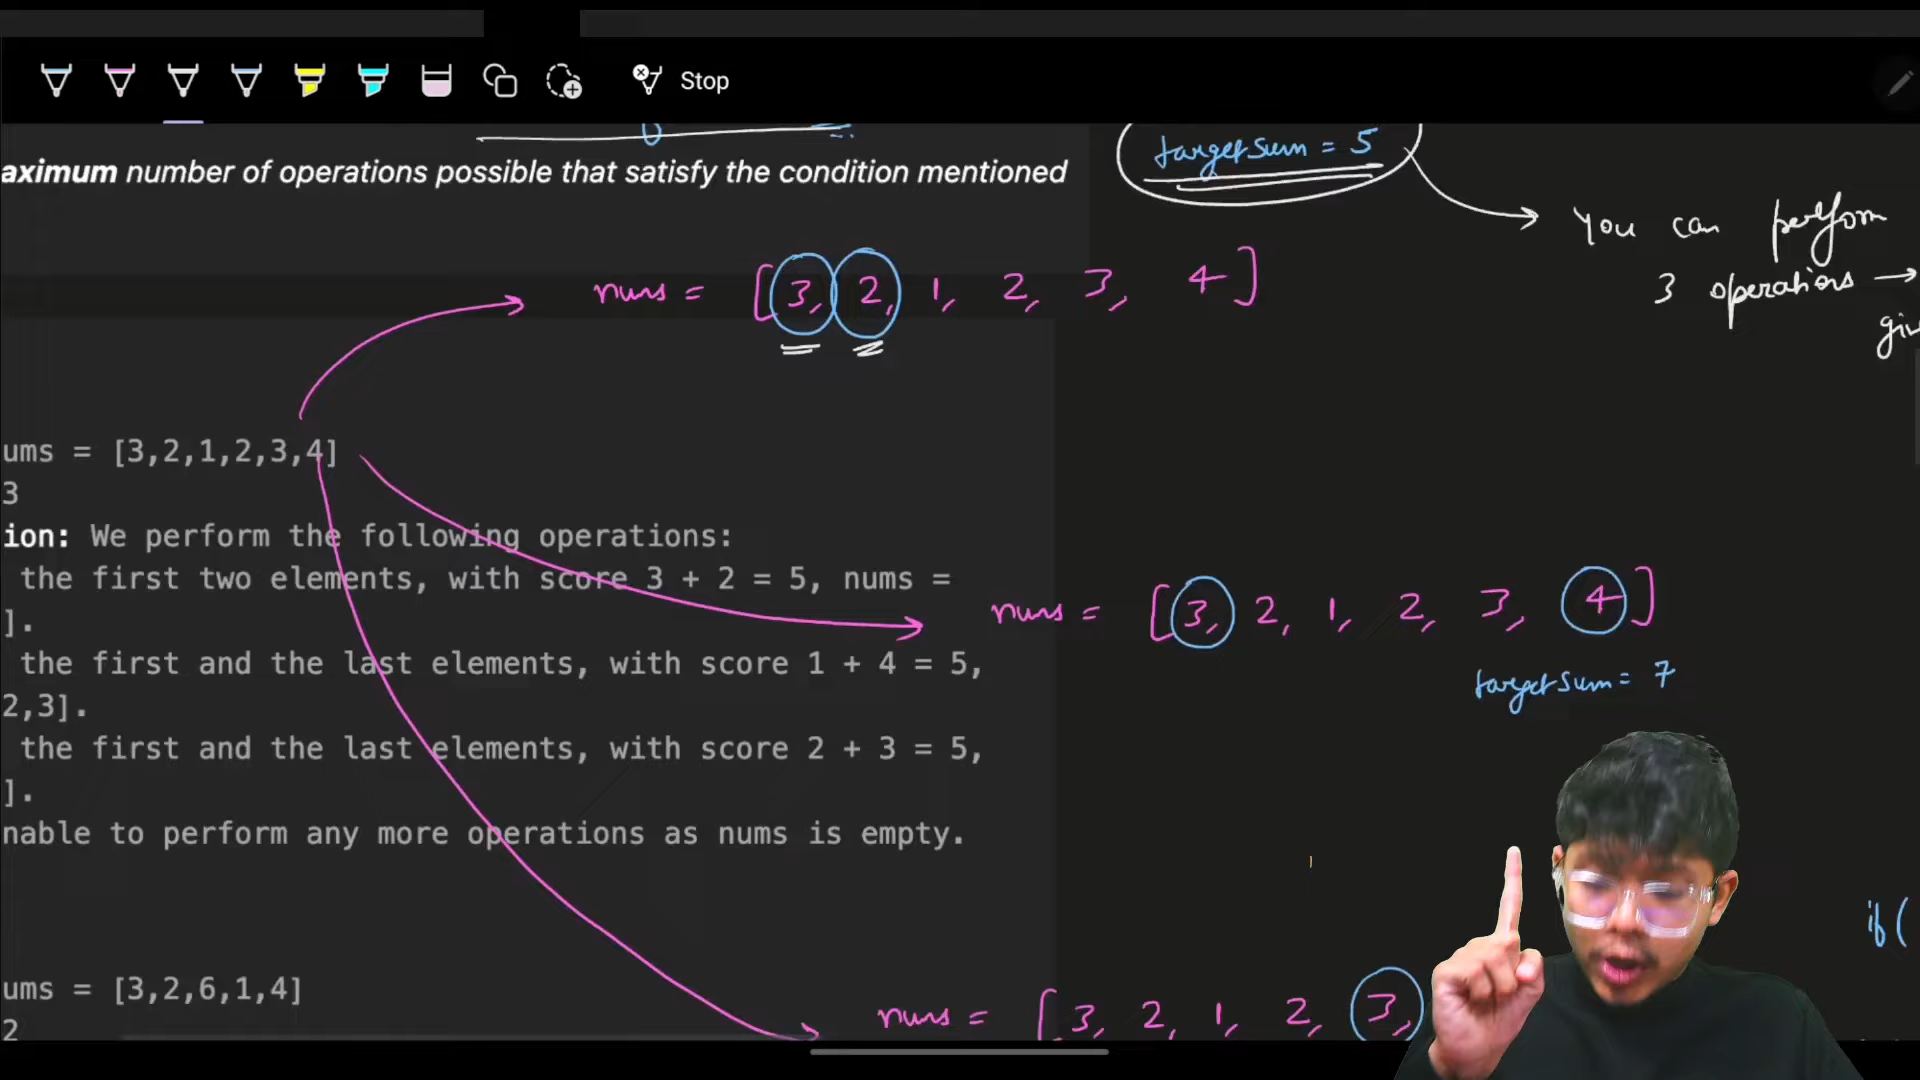 Stop
targetsum = 5
aximum number of operations possible that satisfy the condition mentioned
You can perform
3 operations →
giv
nums = [3, 2, 1, 2, 3, 4]
ums = [3,2,1,2,3,4]
3
ion: We perform the following operations:
the first two elements, with score 3 + 2 = 5, nums =
].
nums = [3, 2, 1, 2, 3, 4]
the first and the last elements, with score 1 + 4 = 5,
targetsum = 7
2,3].
the first and the last elements, with score 2 + 3 = 5,
].
nable to perform any more operations as nums is empty.
if (
ums = [3,2,6,1,4]
2
nums = [3, 2, 1, 2, 3,